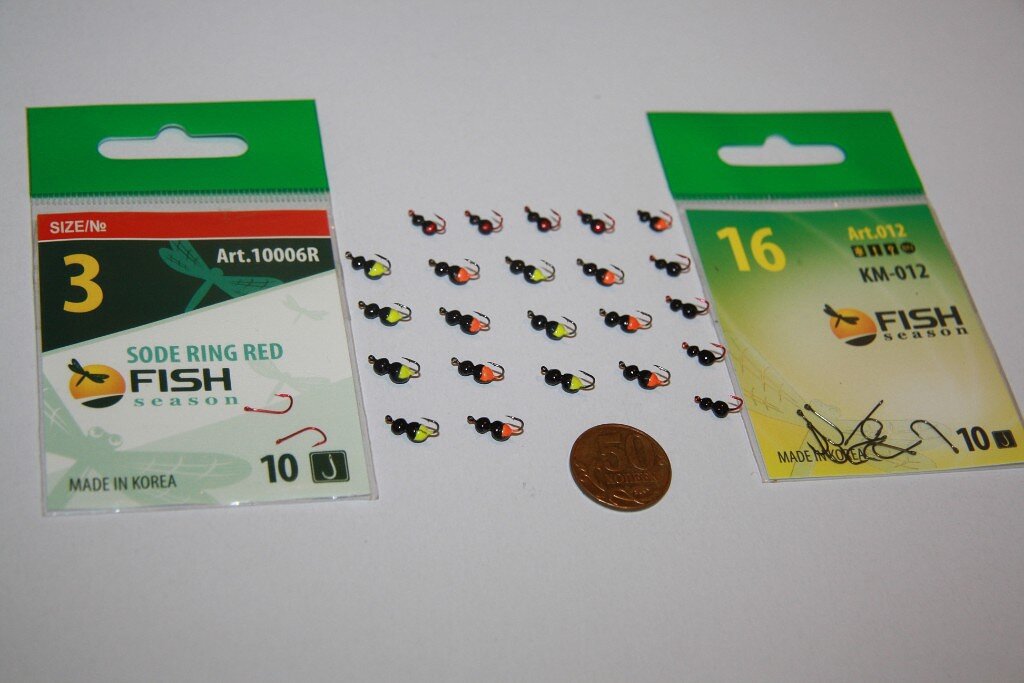 SIZE/№
3
Art.10006R
SODE RING RED
FISH
season
MADE IN KOREA
10
50
КОПЕЕК
16
Art.012
KM-012
FISH
season
MADE IN KOREA
10